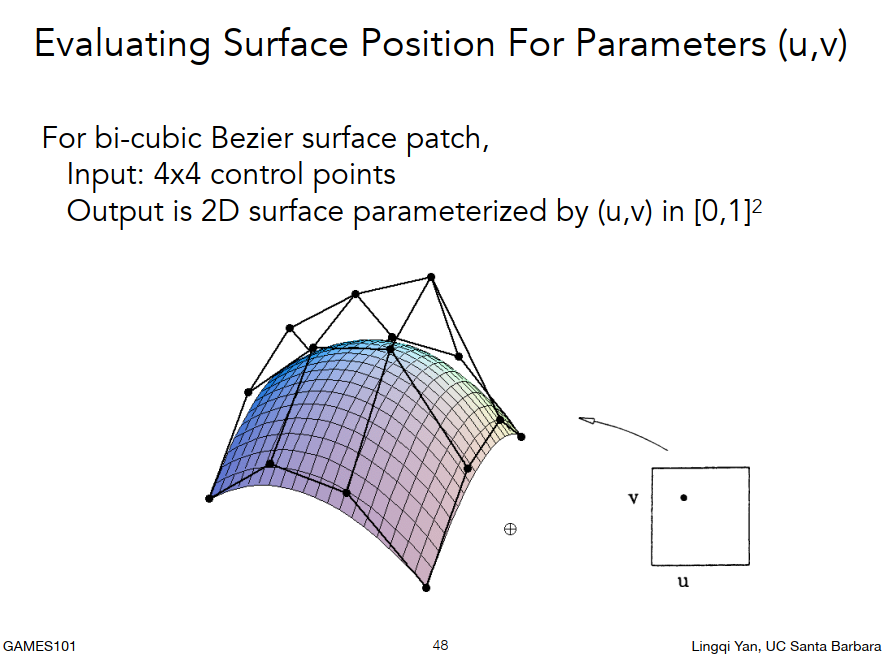 Evaluating Surface Position For Parameters (u,v)
For bi-cubic Bezier surface patch,
Input: 4x4 control points
Output is 2D surface parameterized by (u,v) in [0,1]²
v
u
GAMES101
48
Lingqi Yan, UC Santa Barbara